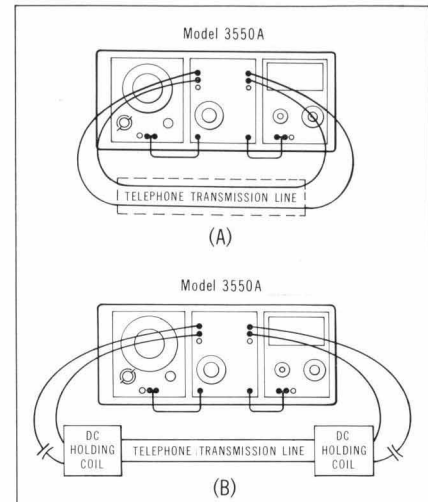 Model 3550A
TELEPHONE TRANSMISSION LINE
(A)
Model 3550A
DC
HOLDING
COIL
TELEPHONE TRANSMISSION LINE
DC
HOLDING
COIL
(B)